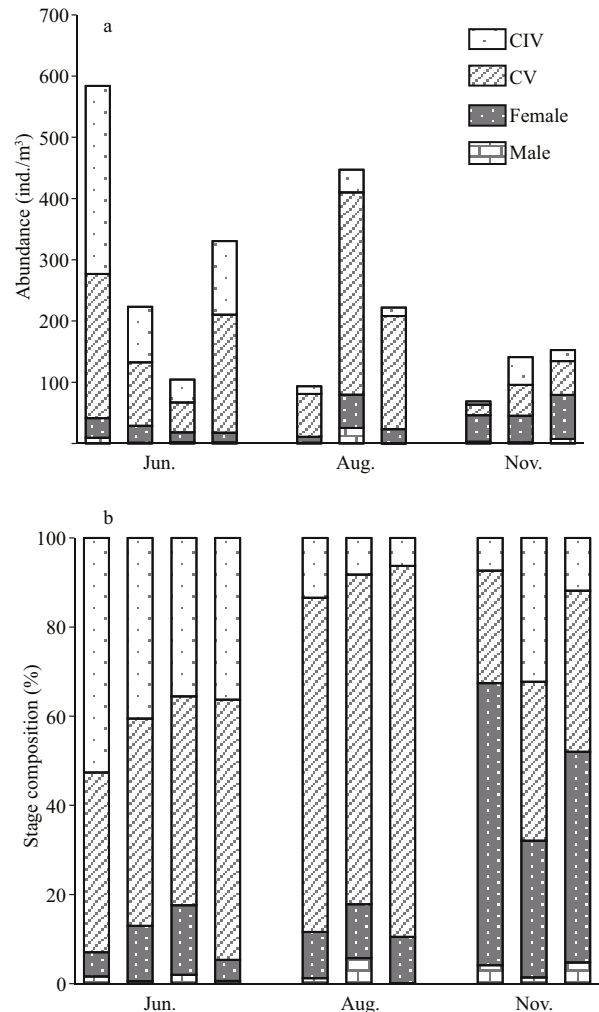 a
700
600
500
400
300
200
100
Abundance (ind./m³)
CIV
CV
Female
Male
Jun. Aug. Nov.
b
100
80
60
40
20
0
Stage composition (%)
Jun. Aug. Nov.